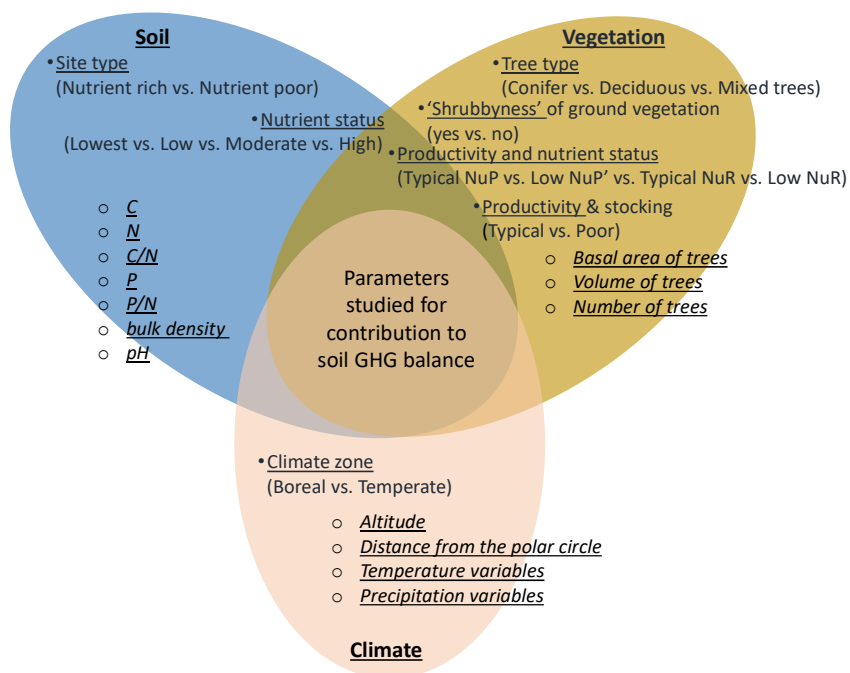 Soil
•Site type
(Nutrient rich vs. Nutrient poor)
•Nutrient status
(Lowest vs. Low vs. Moderate vs. High)
o C
o N
o C/N
o P
o P/N
o bulk density
o pH
Vegetation
•Tree type
(Conifer vs. Deciduous vs. Mixed trees)
•‘Shrubbyness’ of ground vegetation
(yes vs. no)
•Productivity and nutrient status
(Typical NuP vs. Low NuP’ vs. Typical NuR vs. Low NuR)
•Productivity & stocking
(Typical vs. Poor)
o Basal area of trees
o Volume of trees
o Number of trees
Parameters
studied for
contribution to
soil GHG balance
•Climate zone
(Boreal vs. Temperate)
o Altitude
o Distance from the polar circle
o Temperature variables
o Precipitation variables
Climate